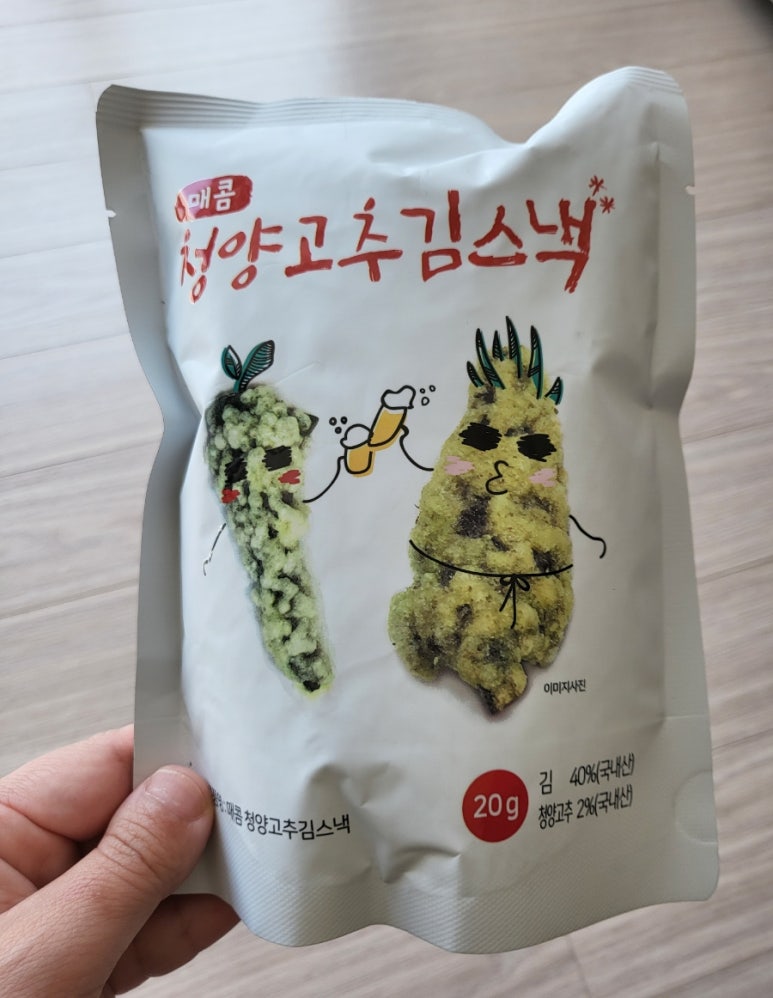 매콤
청양고추김스낵
이미지사진
20g
김 40%(국내산)
청양고추 2%(국내산)
매콤 청양고추김스낵